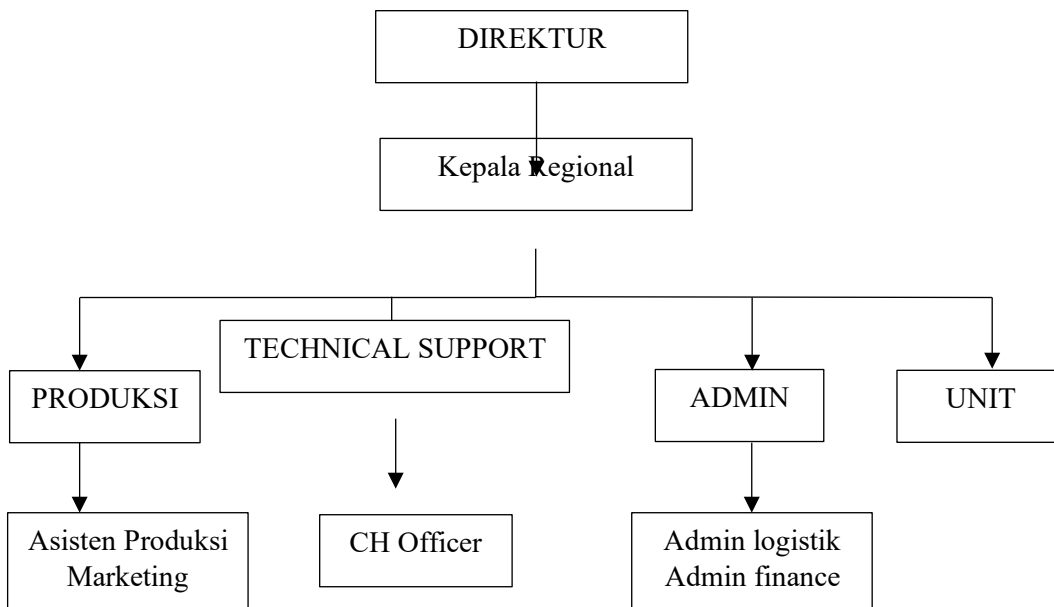 DIREKTUR
Kepala Regional
TECHNICAL SUPPORT
PRODUKSI
ADMIN
UNIT
Asisten Produksi
Marketing
CH Officer
Admin logistik
Admin finance